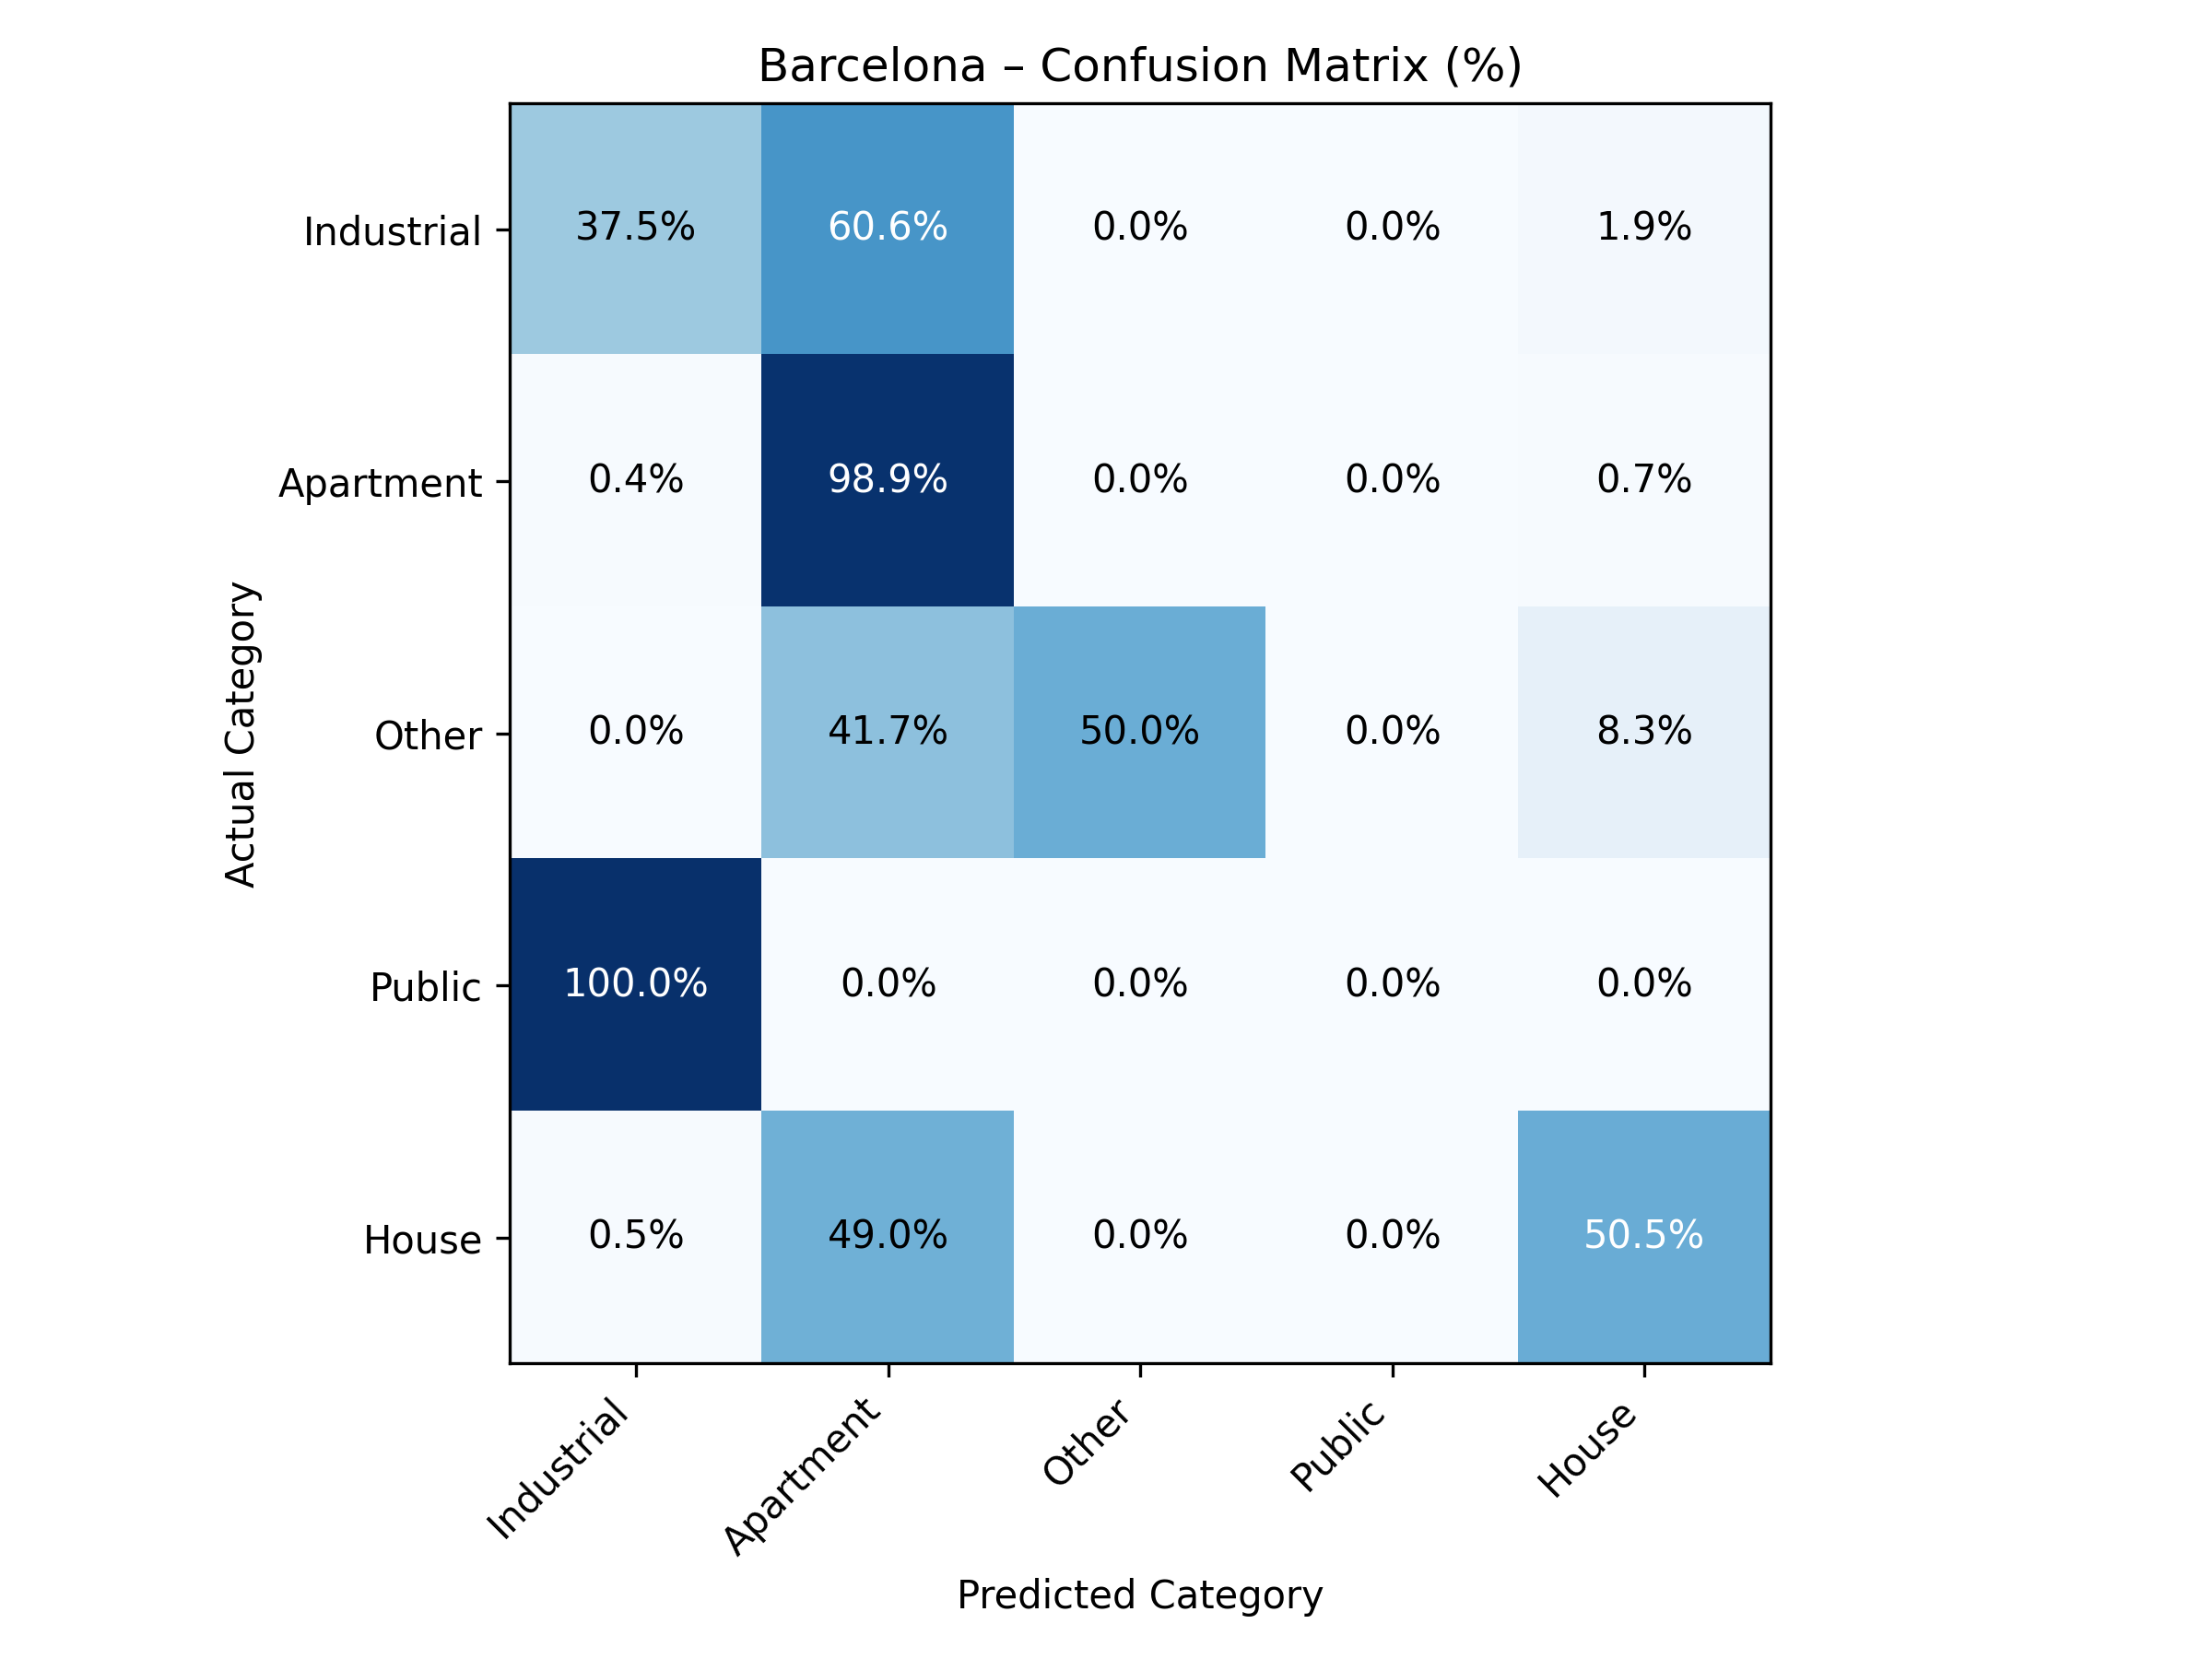 Barcelona – Confusion Matrix (%)
Actual Category
Industrial 37.5% 60.6% 0.0% 0.0% 1.9%
Apartment 0.4% 98.9% 0.0% 0.0% 0.7%
Other 0.0% 41.7% 50.0% 0.0% 8.3%
Public 100.0% 0.0% 0.0% 0.0% 0.0%
House 0.5% 49.0% 0.0% 0.0% 50.5%
Industrial Apartment Other Public House
Predicted Category